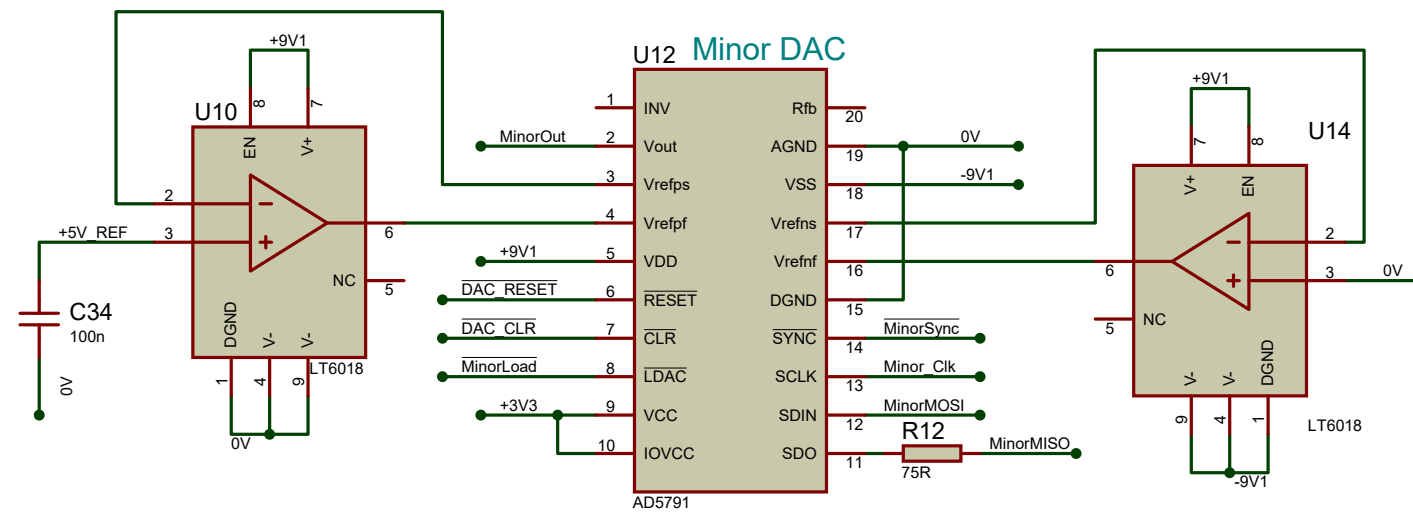 Minor DAC
U12
+9V1
U10
8
7
EN
V+
2
+5V_REF
3
6
NC
5
C34
100n
0V
DGND
V-
V-
LT6018
1
4
9
0V
1
INV
MinorOut
2
Vout
3
Vrefps
4
Vrefpf
+9V1
5
VDD
DAC_RESET
6
RESET
DAC_CLR
7
CLR
MinorLoad
8
LDAC
+3V3
9
VCC
10
IOVCC
Rfb
20
AGND
19
0V
VSS
18
-9V1
Vrefns
17
Vrefnf
16
DGND
15
SYNC
14
MinorSync
SCLK
13
Minor_Clk
SDIN
12
MinorMOSI
SDO
11
R12
75R
MinorMISO
AD5791
+9V1
U14
7
8
V+
EN
2
6
3
0V
5
NC
V-
V-
DGND
9
4
1
LT6018
-9V1